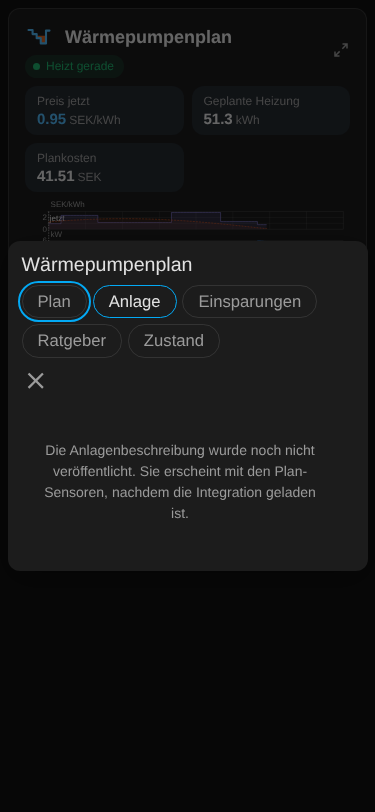 Wärmepumpenplan
Heizt gerade
Preis jetzt
0.95 SEK/kWh
Geplante Heizung
51.3 kWh
Plankosten
41.51 SEK
SEK/kWh
2
jetzt
0
kW
Wärmepumpenplan
Plan
Anlage
Einsparungen
Ratgeber
Zustand
Die Anlagenbeschreibung wurde noch nicht
veröffentlicht. Sie erscheint mit den Plan-
Sensoren, nachdem die Integration geladen
ist.